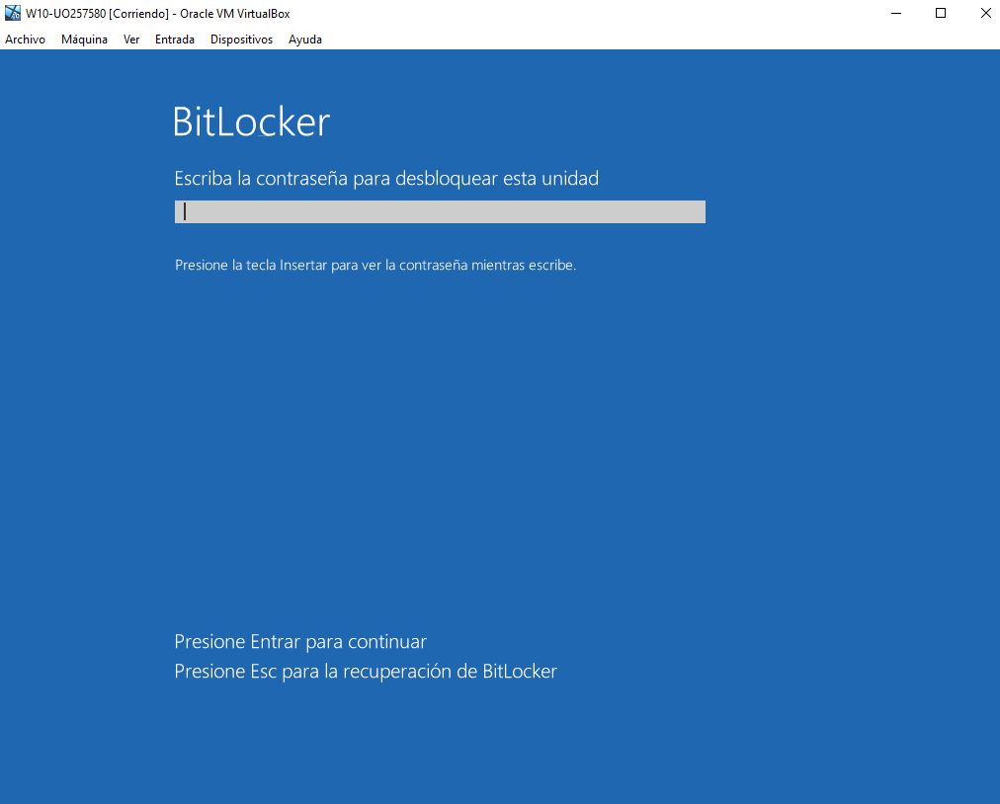 W10-UO257580 [Corriendo] - Oracle VM VirtualBox
Archivo Máquina Ver Entrada Dispositivos Ayuda
BitLocker
Escriba la contraseña para desbloquear esta unidad
Presione la tecla Insertar para ver la contraseña mientras escribe.
Presione Entrar para continuar
Presione Esc para la recuperación de BitLocker